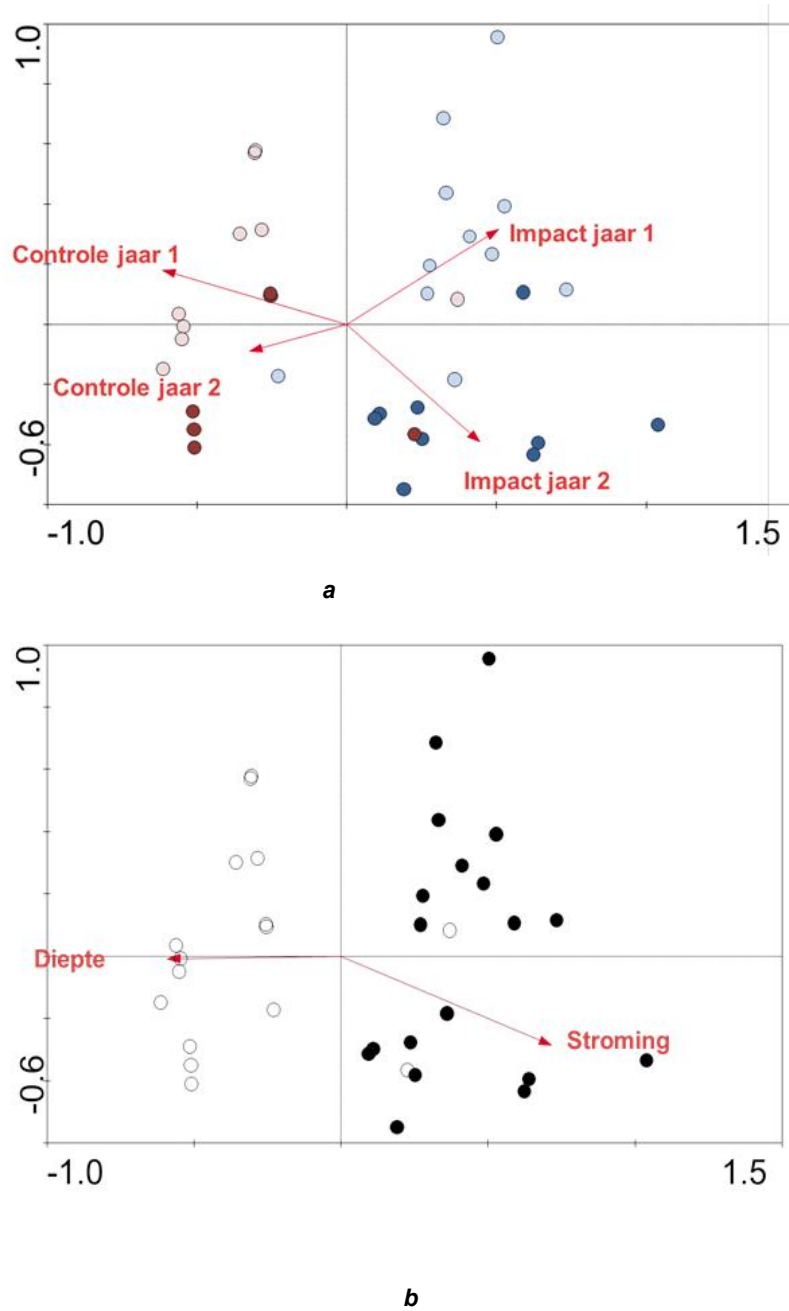 1.0
Controle jaar 1
Impact jaar 1
Controle jaar 2
-0.6
Impact jaar 2
-1.0 1.5
a
1.0
Diepte
Stroming
-0.6
-1.0 1.5
b